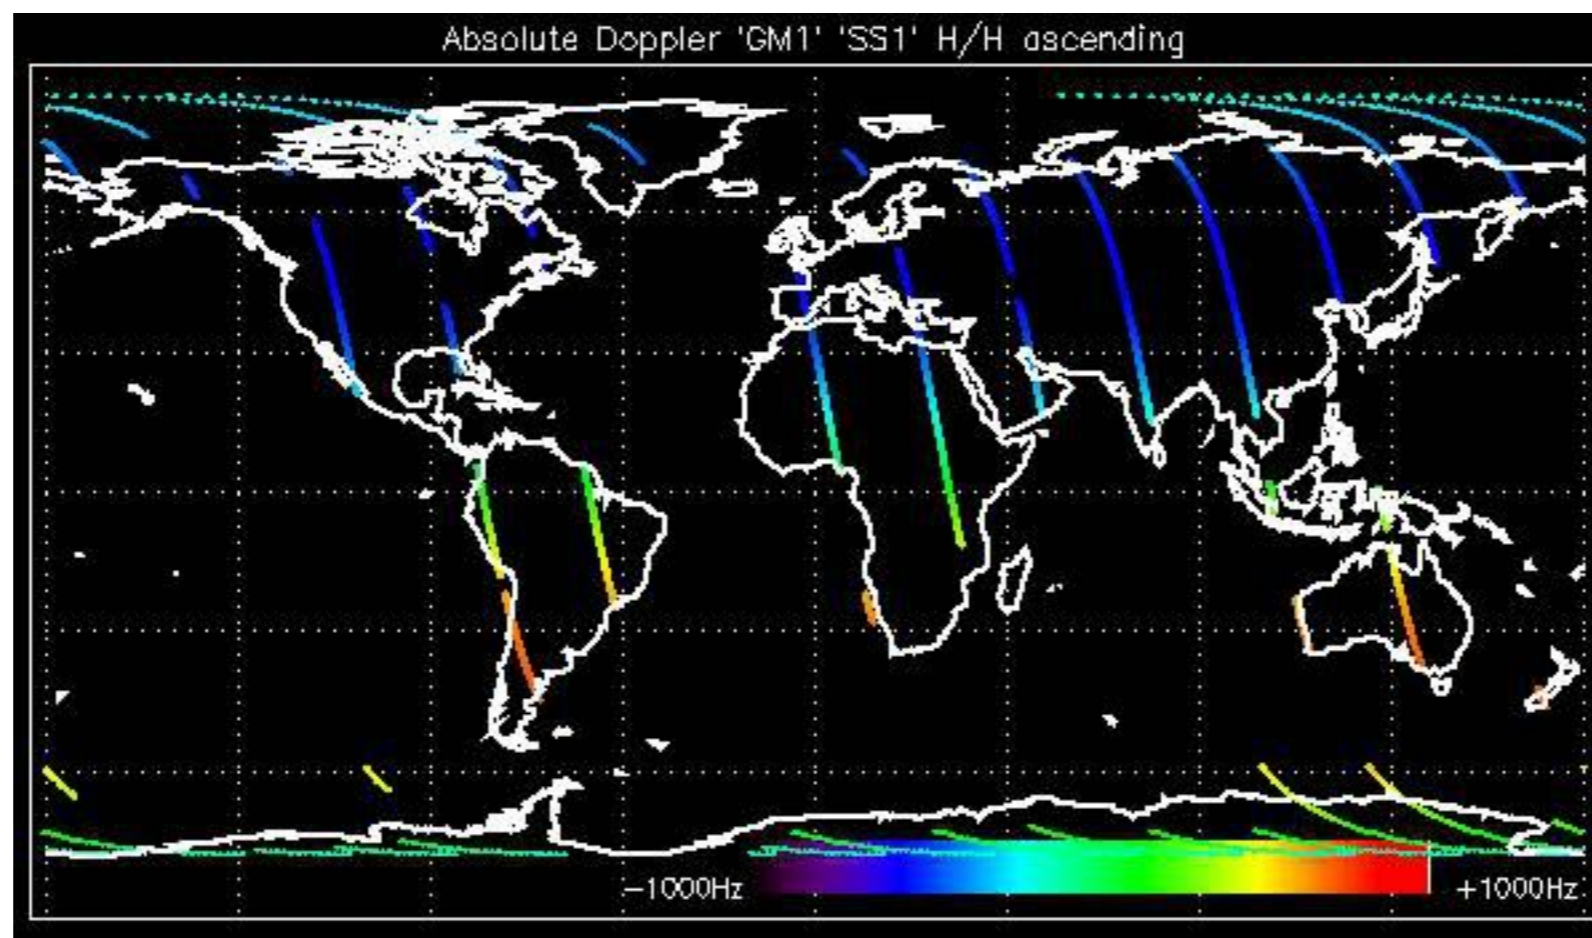 Absolute Doppler 'GM1' 'SS1' H/H ascending
−1000Hz
+1000Hz